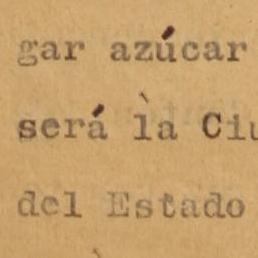 gar azúcar
será la Ciu
del Estado